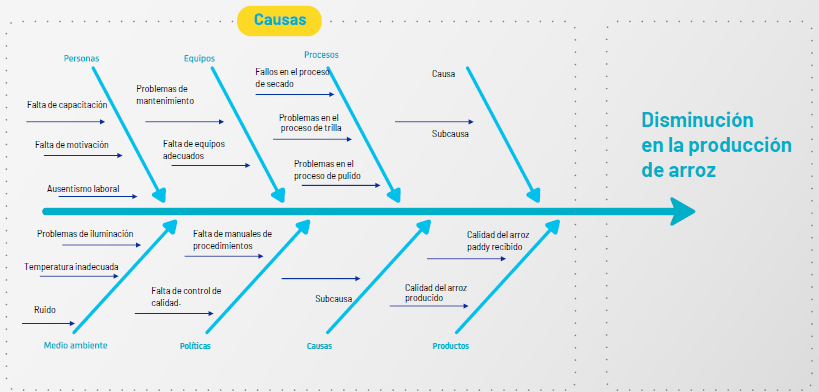 Causas
Personas
Equipos
Procesos
Falta de capacitación
Falta de motivación
Ausentismo laboral
Problemas de
mantenimiento
Falta de equipos
adecuados
Fallos en el proceso
de secado
Problemas en el
proceso de trilla
Problemas en el
proceso de pulido
Causa
Subcausa
Disminución
en la producción
de arroz
Problemas de iluminación
Temperatura inadecuada
Ruido
Medio ambiente
Falta de manuales de
procedimientos
Falta de control de
calidad-
Políticas
Subcausa
Causas
Calidad del arroz
paddy recibido
Calidad del arroz
producido
Productos